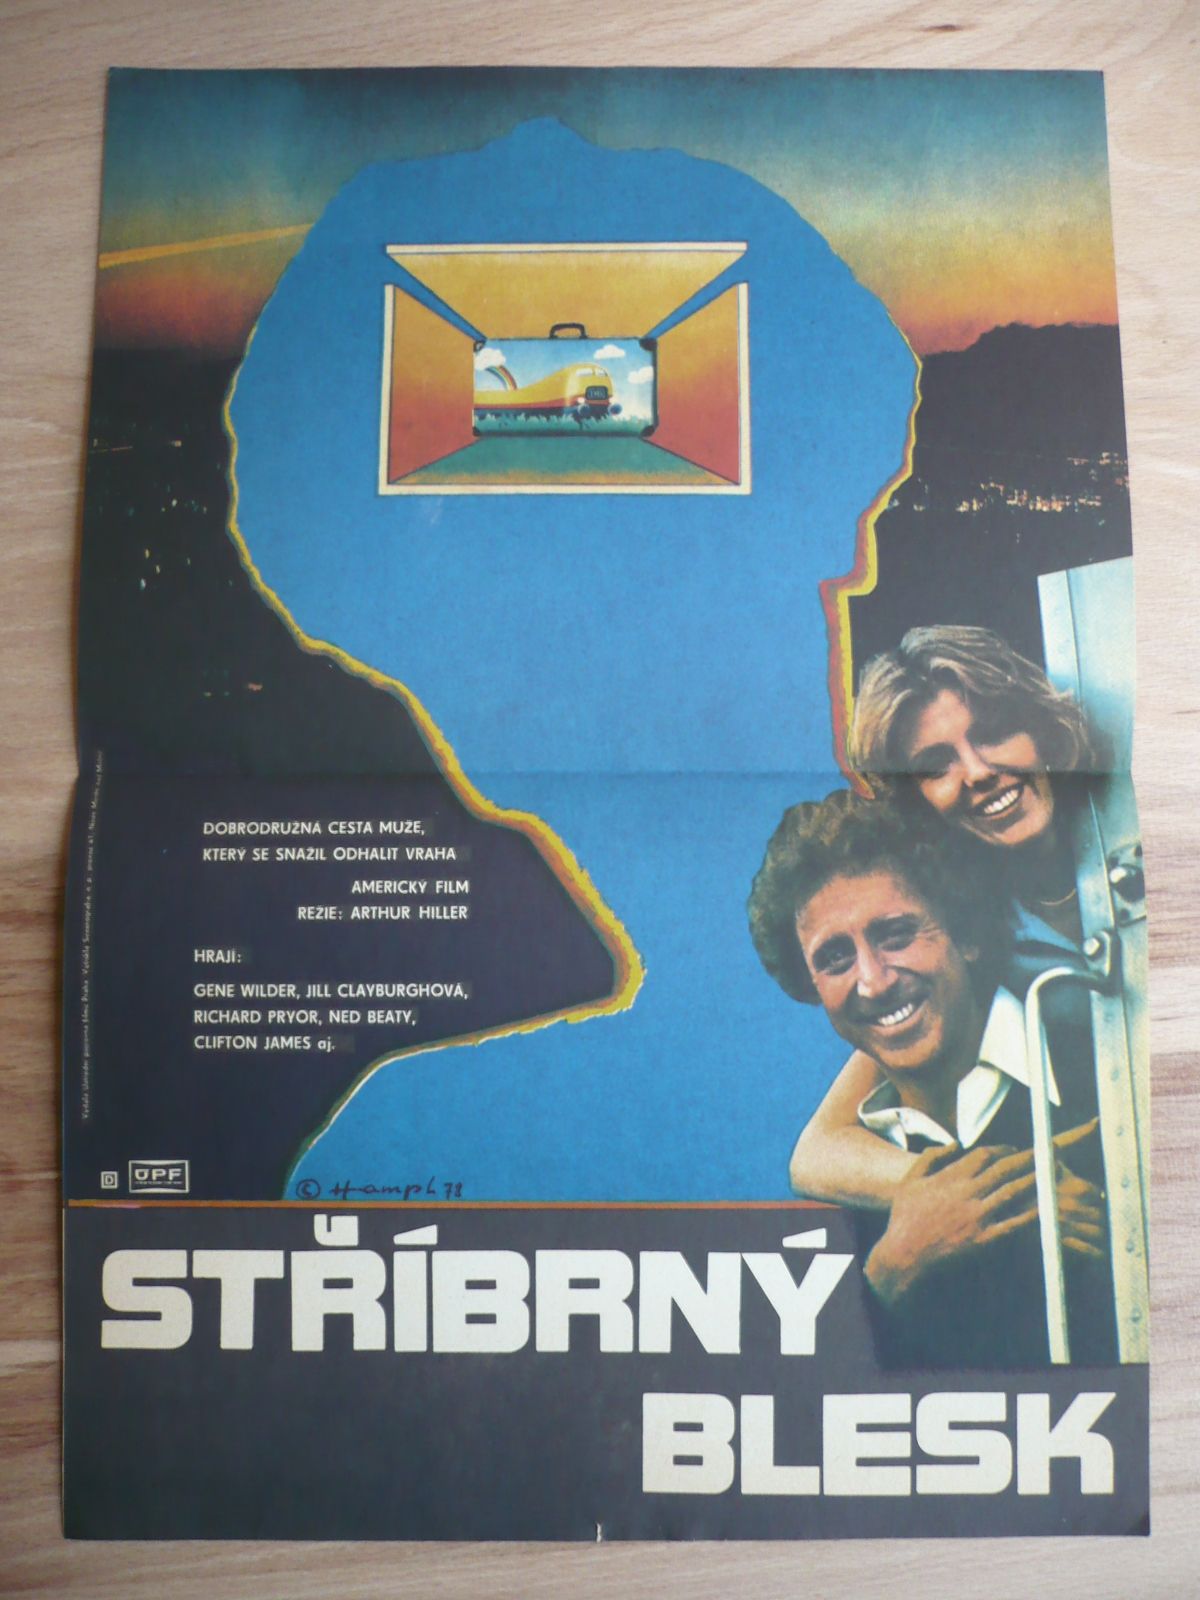 DOBRODRUŽNÁ CESTA MUŽE,
KTERÝ SE SNAŽIL ODHALIT VRAHA
AMERICKÝ FILM
REŽIE: ARTHUR HILLER
HRAJÍ:
GENE WILDER, JILL CLAYBURGHOVÁ,
RICHARD PRYOR, NED BEATY,
CLIFTON JAMES aj.
D
ÚPF
© Hampl 78
STŘÍBRNÝ
BLESK